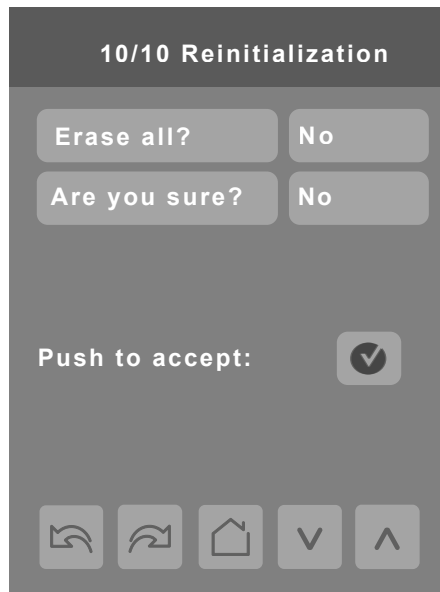 10/10 Reinitialization
Erase all? No
Are you sure? No
Push to accept: